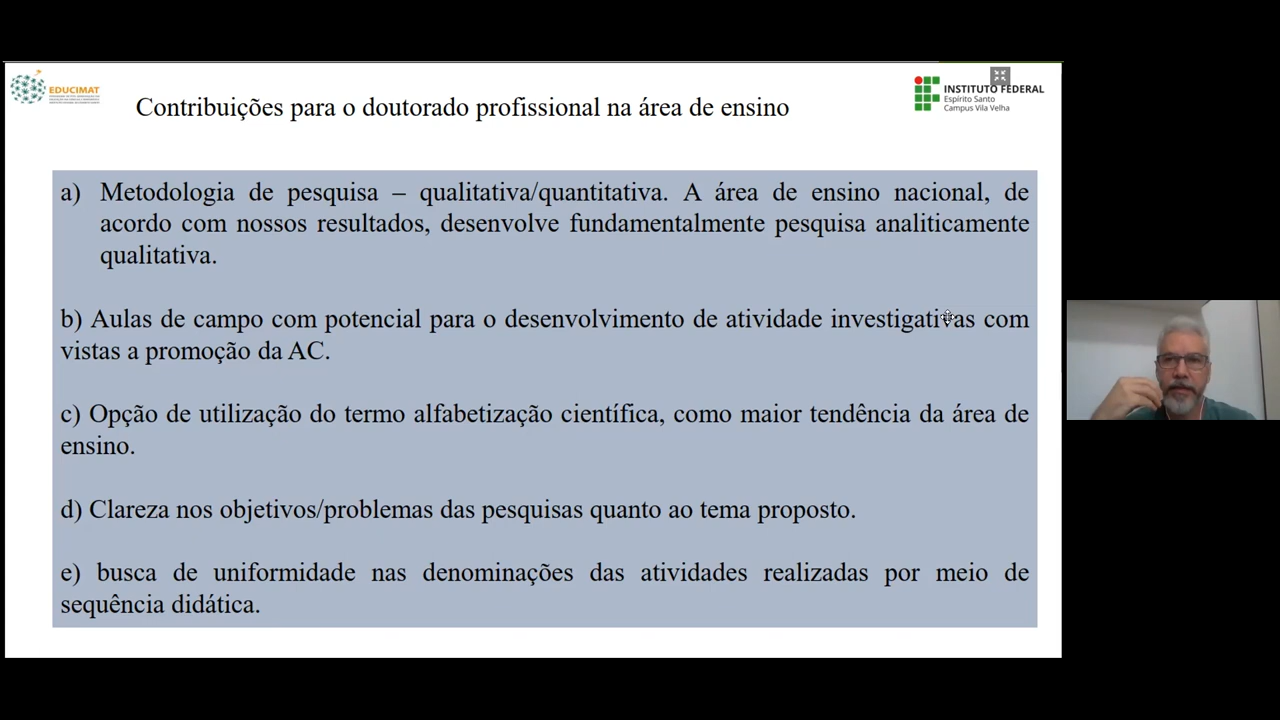 EDUCIMAT
Contribuições para o doutorado profissional na área de ensino
INSTITUTO FEDERAL
Espírito Santo
Campus Vila Velha
a) Metodologia de pesquisa – qualitativa/quantitativa. A área de ensino nacional, de
acordo com nossos resultados, desenvolve fundamentalmente pesquisa analiticamente
qualitativa.
b) Aulas de campo com potencial para o desenvolvimento de atividade investigativas com
vistas a promoção da AC.
c) Opção de utilização do termo alfabetização científica, como maior tendência da área de
ensino.
d) Clareza nos objetivos/problemas das pesquisas quanto ao tema proposto.
e) busca de uniformidade nas denominações das atividades realizadas por meio de
sequência didática.